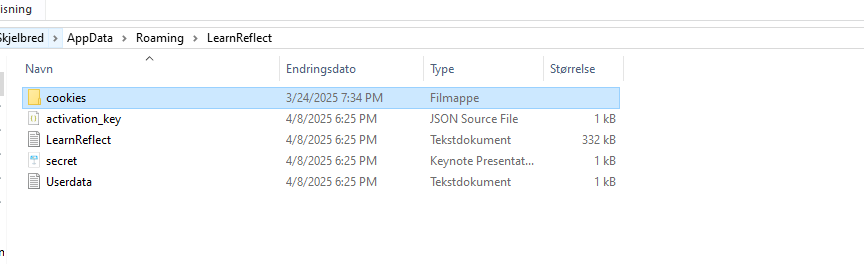 isning
Skjelbred > AppData > Roaming > LearnReflect
Navn Endringsdato Type Størrelse
cookies 3/24/2025 7:34 PM Filmappe
activation_key 4/8/2025 6:25 PM JSON Source File 1 kB
LearnReflect 4/8/2025 6:25 PM Tekstdokument 332 kB
secret 4/8/2025 6:25 PM Keynote Presentat... 1 kB
Userdata 4/8/2025 6:25 PM Tekstdokument 1 kB